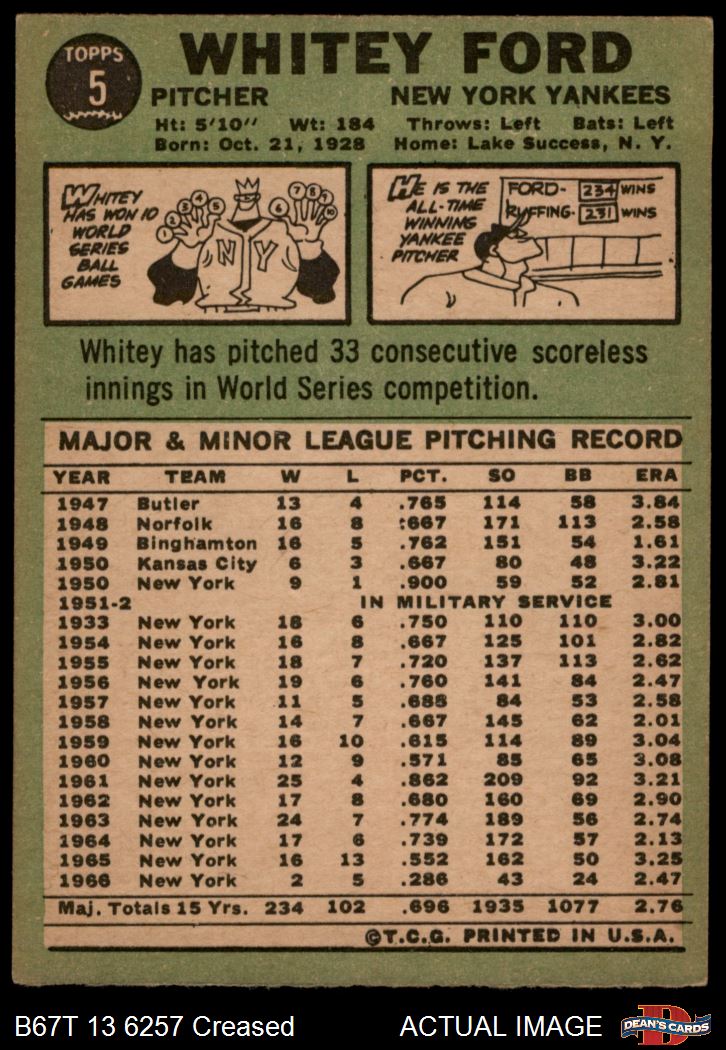 TOPPS
5
WHITEY FORD
PITCHER NEW YORK YANKEES
Ht: 5'10" Wt: 184 Throws: Left Bats: Left
Born: Oct. 21, 1928 Home: Lake Success, N. Y.
WHITEY
HAS WON 10
WORLD
SERIES
BALL
GAMES
1 2 3 4 5 6 7 8 9 10
NY
HE IS THE
ALL-TIME
WINNING
YANKEE
PITCHER
FORD- 234 WINS
RUFFING- 231 WINS
Whitey has pitched 33 consecutive scoreless
innings in World Series competition.
MAJOR & MINOR LEAGUE PITCHING RECORD
YEAR TEAM W L PCT. SO BB ERA
1947 Butler 13 4 .765 114 58 3.84
1948 Norfolk 16 8 :667 171 113 2.58
1949 Binghamton 16 5 .762 151 54 1.61
1950 Kansas City 6 3 .667 80 48 3.22
1950 New York 9 1 .900 59 52 2.81
1951-2 IN MILITARY SERVICE
1933 New York 18 6 .750 110 110 3.00
1954 New York 16 8 .667 125 101 2.82
1955 New York 18 7 .720 137 113 2.62
1956 New York 19 6 .760 141 84 2.47
1957 New York 11 5 .688 84 53 2.58
1958 New York 14 7 .667 145 62 2.01
1959 New York 16 10 .615 114 89 3.04
1960 New York 12 9 .571 85 65 3.08
1961 New York 25 4 .862 209 92 3.21
1962 New York 17 8 .680 160 69 2.90
1963 New York 24 7 .774 189 56 2.74
1964 New York 17 6 .739 172 57 2.13
1965 New York 16 13 .552 162 50 3.25
1966 New York 2 5 .286 43 24 2.47
Maj. Totals 15 Yrs. 234 102 .696 1935 1077 2.76
©T.C.G. PRINTED IN U.S.A.
B67T 13 6257 Creased ACTUAL IMAGE
D
DEAN'S CARDS